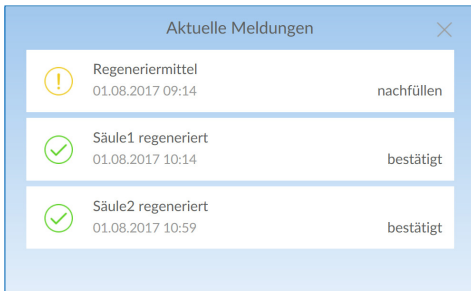 Aktuelle Meldungen
Regeneriermittel
01.08.2017 09:14
nachfüllen
Säule1 regeneriert
01.08.2017 10:14
bestätigt
Säule2 regeneriert
01.08.2017 10:59
bestätigt